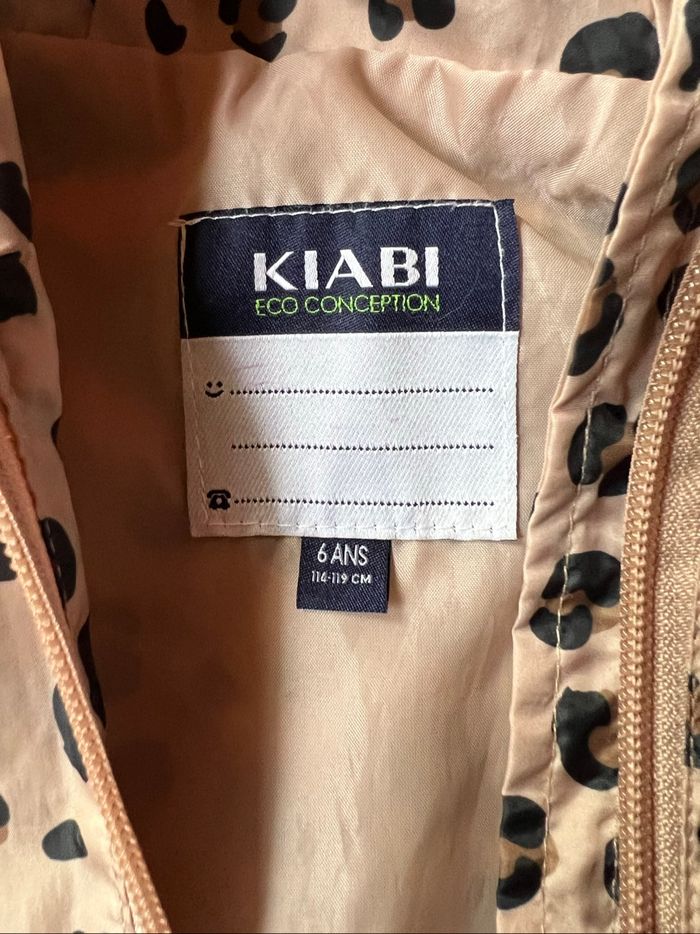 KIABI
ECO CONCEPTION
6 ANS
114-119 CM